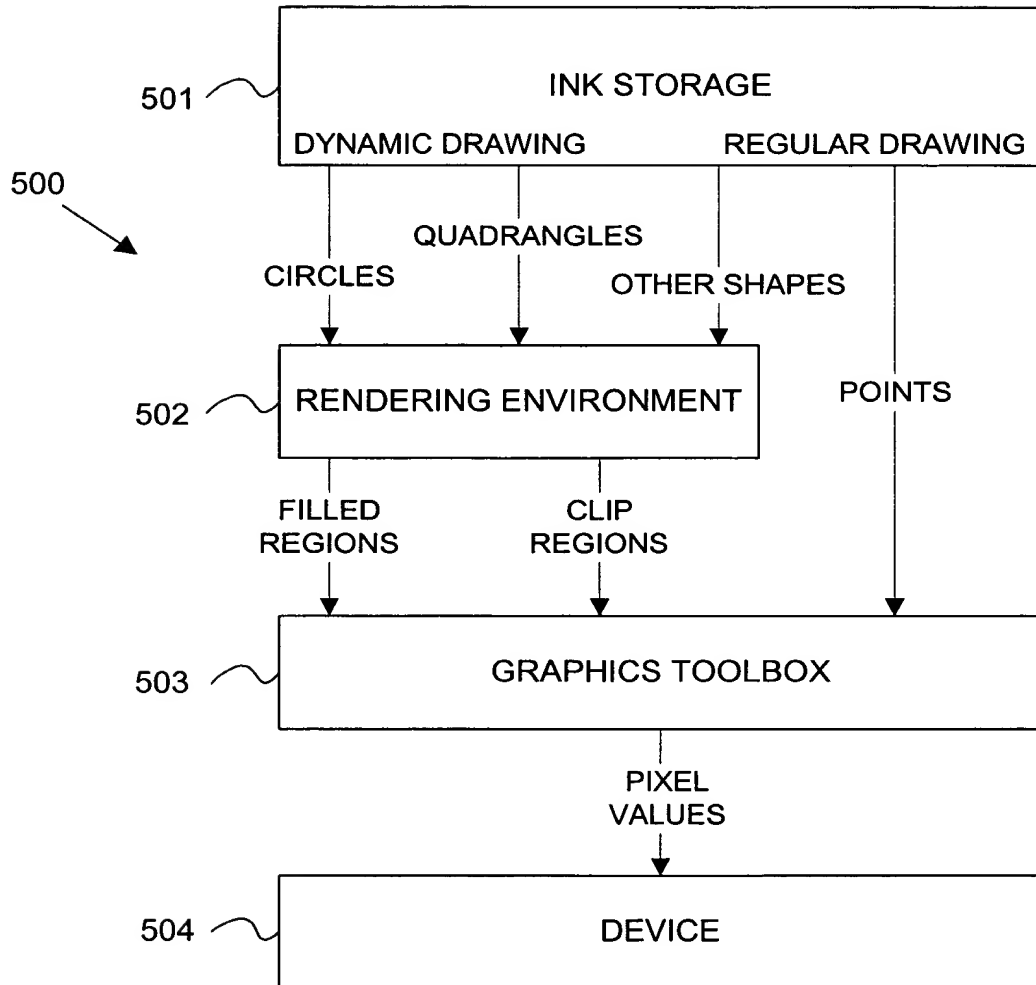 INK STORAGE
501
DYNAMIC DRAWING
REGULAR DRAWING
500
QUADRANGLES
CIRCLES
OTHER SHAPES
POINTS
502
RENDERING ENVIRONMENT
FILLED
REGIONS
CLIP
REGIONS
503
GRAPHICS TOOLBOX
PIXEL
VALUES
504
DEVICE